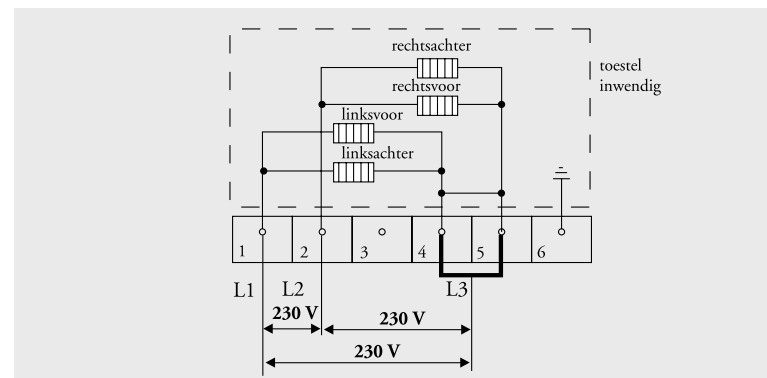 rechtsachter
toestel
inwendig
rechtsvoor
linksvoor
linksachter
1 2 3 4 5 6
L1 L2 L3
230 V
230 V
230 V